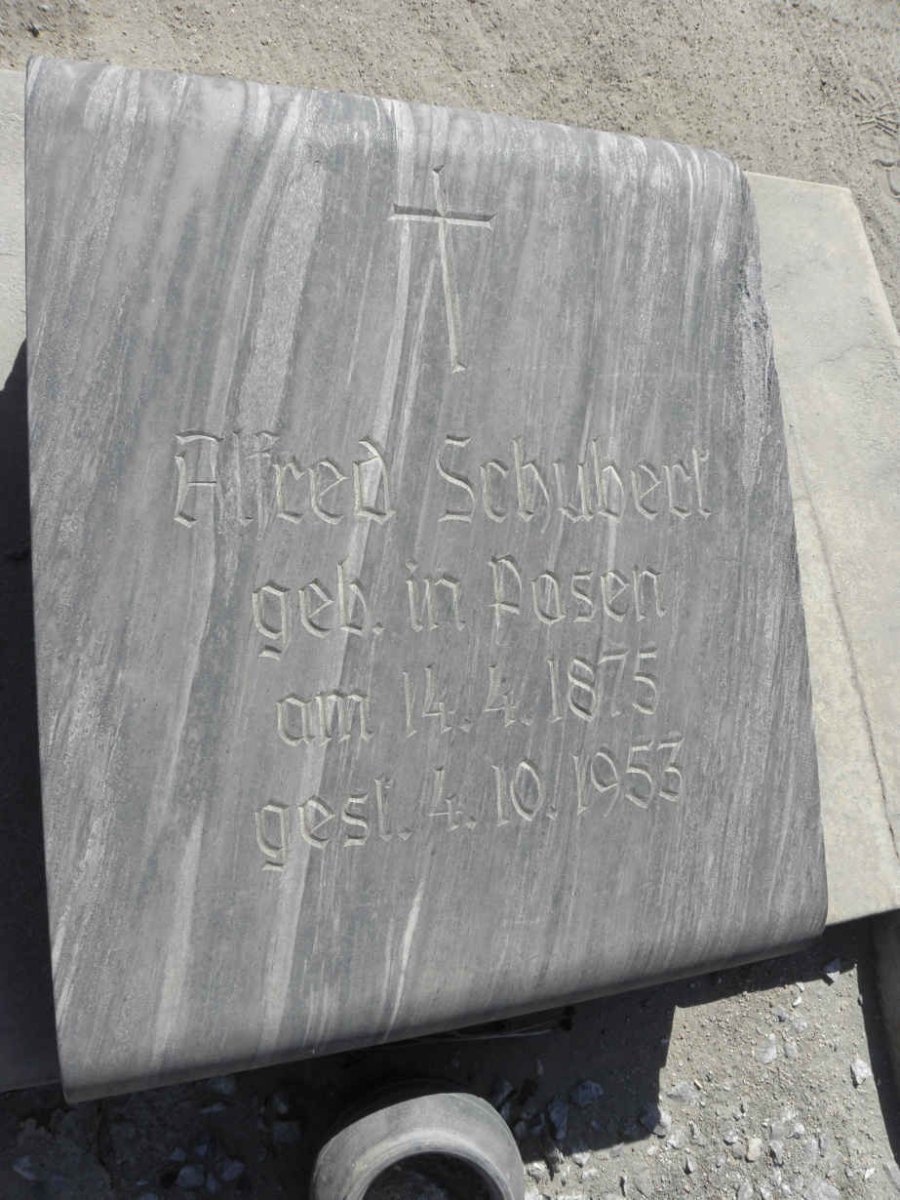 Alfred Schubert
geb. in Posen
am 14. 4. 1875
gest. 4. 10. 1953